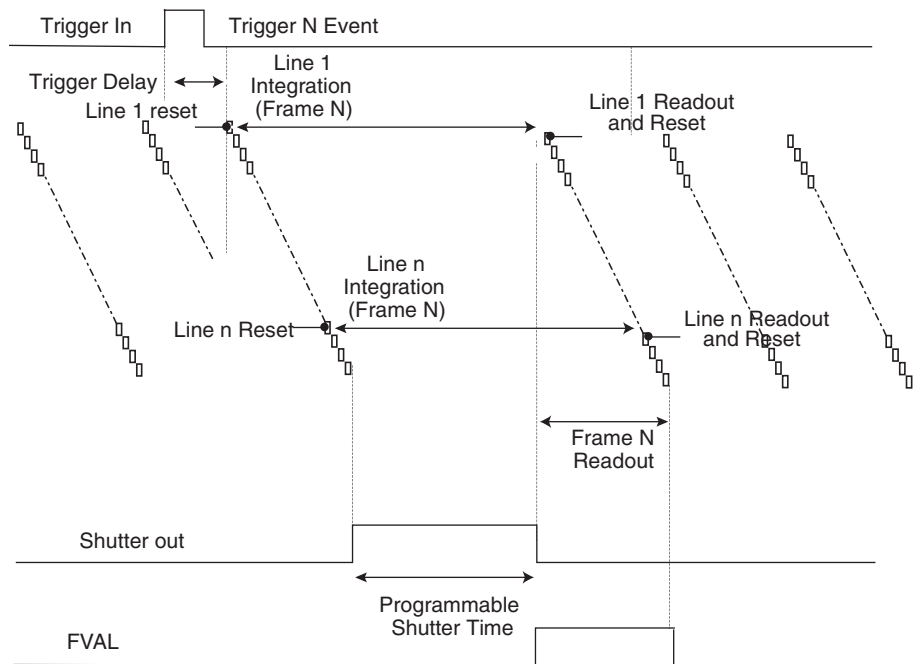 Trigger In
Trigger N Event
Trigger Delay
Line 1
Integration
(Frame N)
Line 1 reset
Line 1 Readout
and Reset
Line n
Integration
(Frame N)
Line n Reset
Line n Readout
and Reset
Frame N
Readout
Shutter out
Programmable
Shutter Time
FVAL